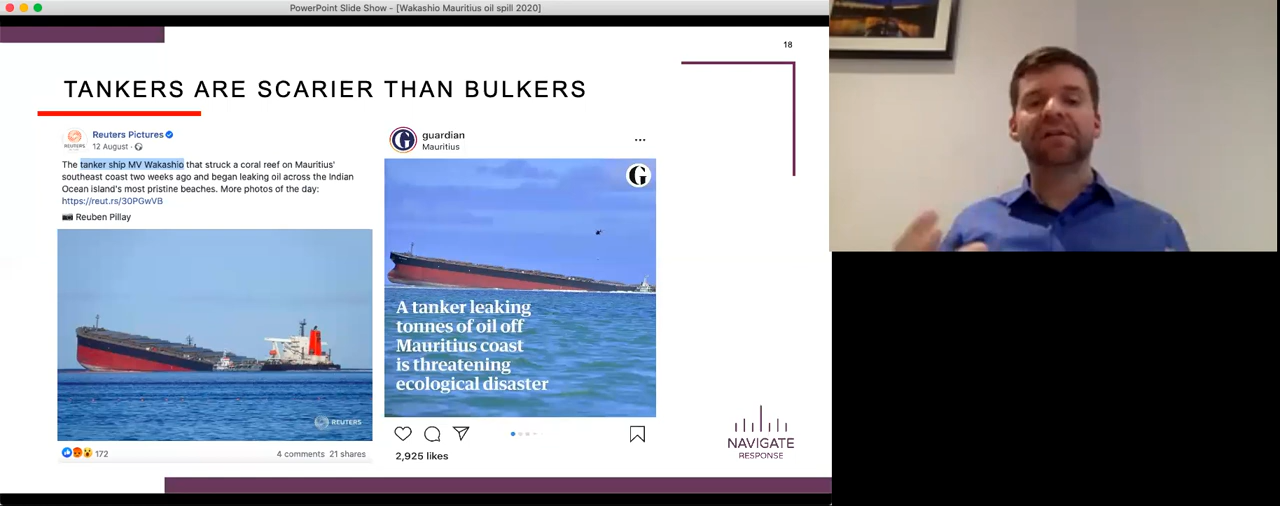 PowerPoint Slide Show - [Wakashio Mauritius oil spill 2020]
18
TANKERS ARE SCARIER THAN BULKERS
Reuters Pictures
12 August ·
The tanker ship MV Wakashio that struck a coral reef on Mauritius'
southeast coast two weeks ago and began leaking oil across the Indian
Ocean island's most pristine beaches. More photos of the day:
https://reut.rs/30PGwVB
Reuben Pillay
REUTERS
172
4 comments 21 shares
guardian
Mauritius
G
G
A tanker leaking
tonnes of oil off
Mauritius coast
is threatening
ecological disaster
2,925 likes
NAVIGATE
RESPONSE